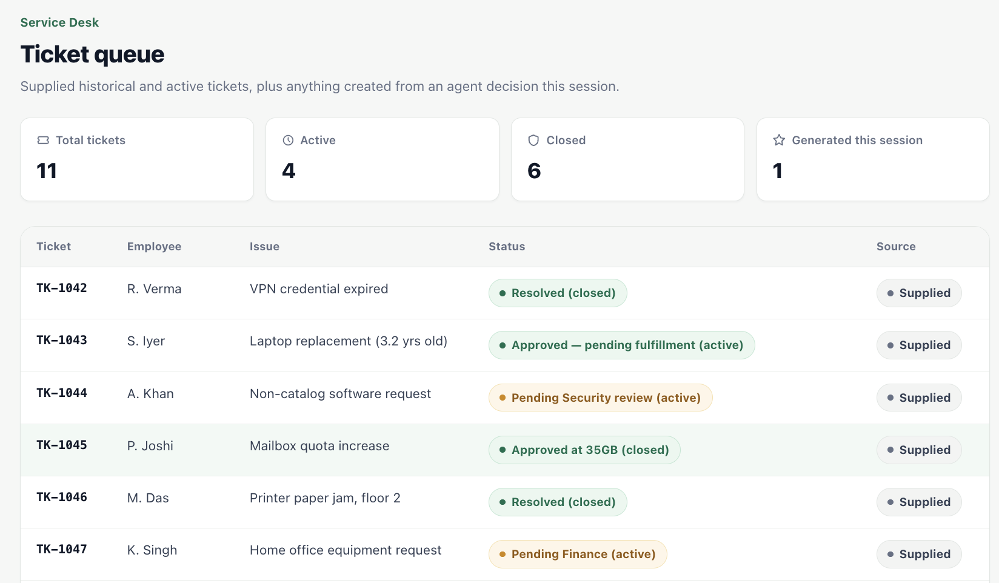 Service Desk
Ticket queue
Supplied historical and active tickets, plus anything created from an agent decision this session.
Total tickets
11
Active
4
Closed
6
Generated this session
1
Ticket Employee Issue Status Source
TK-1042 R. Verma VPN credential expired Resolved (closed) Supplied
TK-1043 S. Iyer Laptop replacement (3.2 yrs old) Approved — pending fulfillment (active) Supplied
TK-1044 A. Khan Non-catalog software request Pending Security review (active) Supplied
TK-1045 P. Joshi Mailbox quota increase Approved at 35GB (closed) Supplied
TK-1046 M. Das Printer paper jam, floor 2 Resolved (closed) Supplied
TK-1047 K. Singh Home office equipment request Pending Finance (active) Supplied